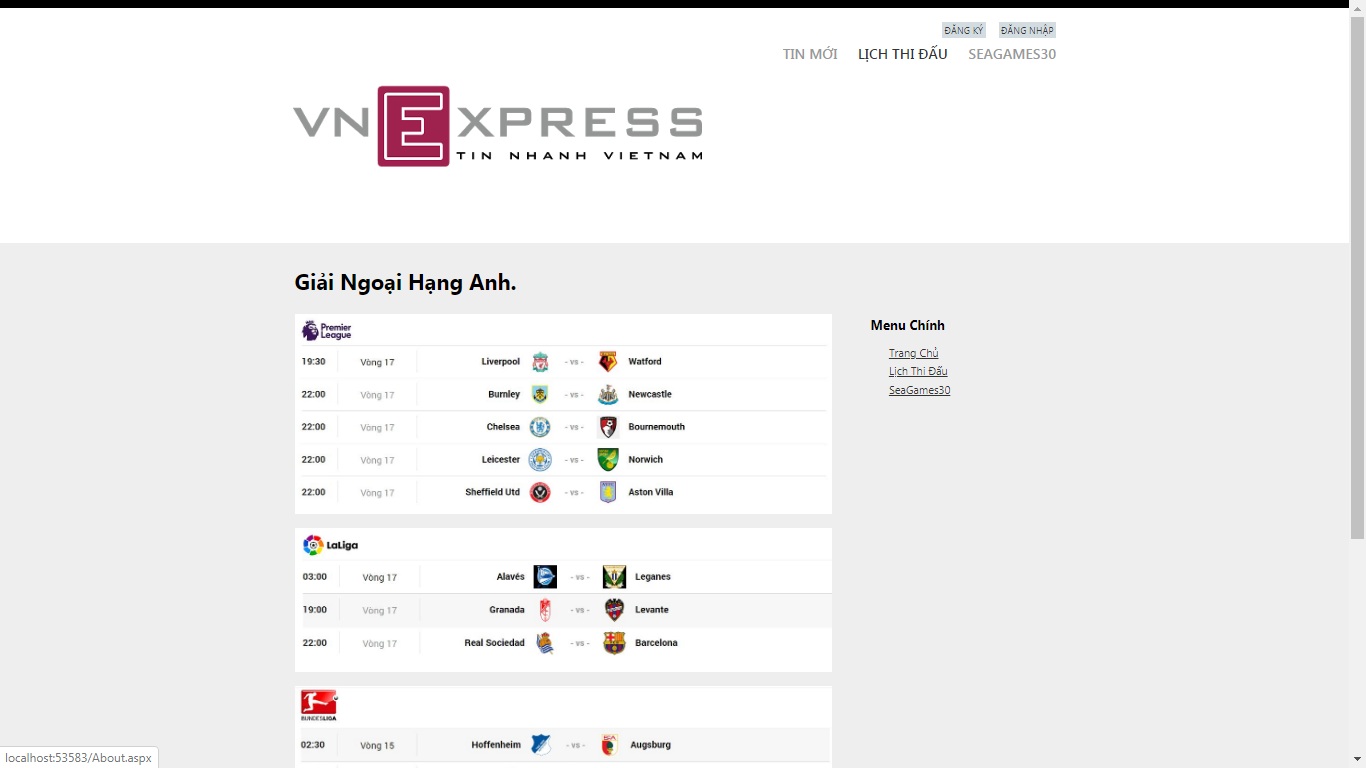 ĐĂNG KÝ ĐĂNG NHẬP
TIN MỚI LỊCH THI ĐẤU SEAGAMES30
VNEXPRESS
TIN NHANH VIETNAM
Giải Ngoại Hạng Anh.
Premier
League
19:30 Vòng 17 Liverpool - vs - Watford
22:00 Vòng 17 Burnley - vs - Newcastle
22:00 Vòng 17 Chelsea - vs - Bournemouth
22:00 Vòng 17 Leicester - vs - Norwich
22:00 Vòng 17 Sheffield Utd - vs - Aston Villa
Menu Chính
Trang Chủ
Lịch Thi Đấu
SeaGames30
LaLiga
03:00 Vòng 17 Alavés - vs - Leganes
19:00 Vòng 17 Granada - vs - Levante
22:00 Vòng 17 Real Sociedad - vs - Barcelona
BUNDESLIGA
02:30 Vòng 15 Hoffenheim - vs - Augsburg
localhost:53583/About.aspx